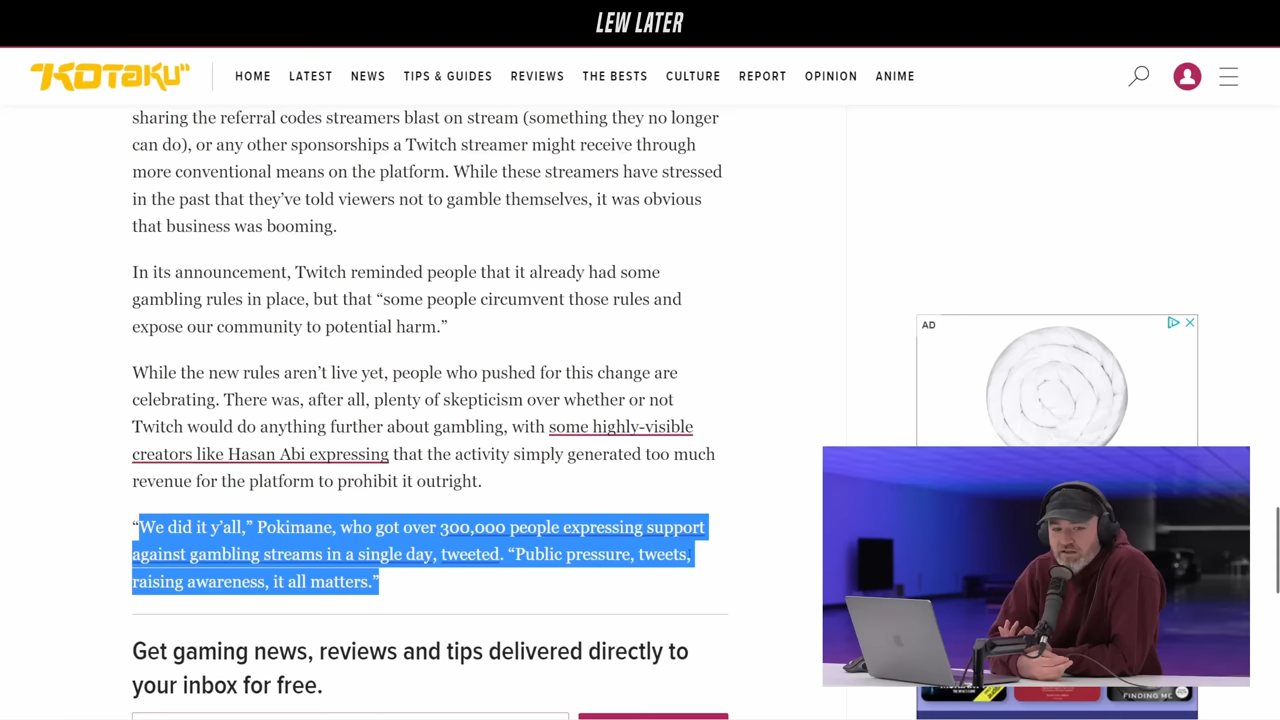 LEW LATER
KOTAKU
HOME LATEST NEWS TIPS & GUIDES REVIEWS THE BESTS CULTURE REPORT OPINION ANIME
sharing the referral codes streamers blast on stream (something they no longer
can do), or any other sponsorships a Twitch streamer might receive through
more conventional means on the platform. While these streamers have stressed
in the past that they’ve told viewers not to gamble themselves, it was obvious
that business was booming.
In its announcement, Twitch reminded people that it already had some
gambling rules in place, but that “some people circumvent those rules and
expose our community to potential harm.”
While the new rules aren’t live yet, people who pushed for this change are
celebrating. There was, after all, plenty of skepticism over whether or not
Twitch would do anything further about gambling, with some highly-visible
creators like Hasan Abi expressing that the activity simply generated too much
revenue for the platform to prohibit it outright.
“We did it y’all,” Pokimane, who got over 300,000 people expressing support
against gambling streams in a single day, tweeted. “Public pressure, tweets,
raising awareness, it all matters.”
Get gaming news, reviews and tips delivered directly to
your inbox for free.
AD
FINDING ME